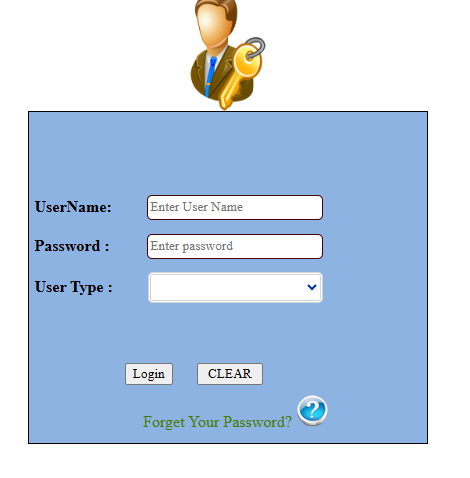 UserName: Enter User Name
Password : Enter password
User Type :
Login CLEAR
Forget Your Password? ?